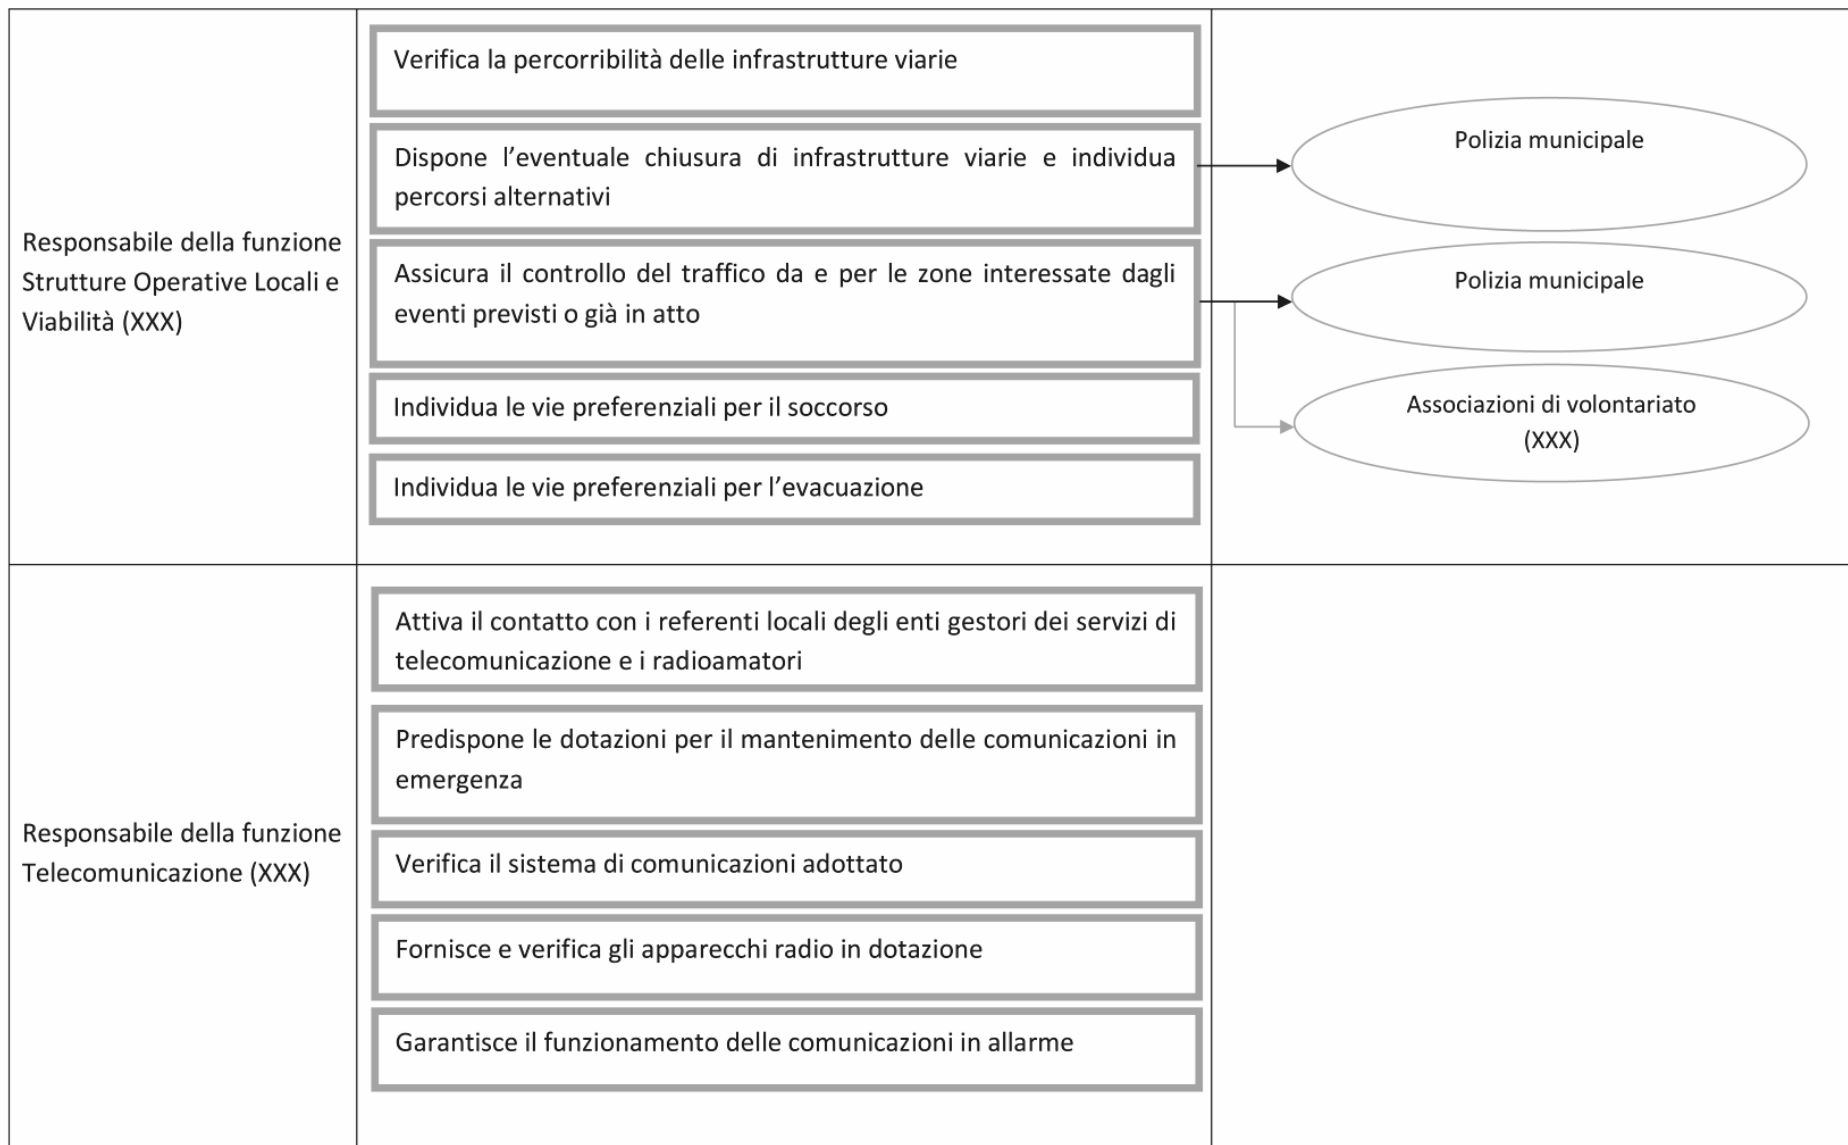 Responsabile della funzione
Strutture Operative Locali e
Viabilità (XXX)
Verifica la percorribilità delle infrastrutture viarie
Dispone l’eventuale chiusura di infrastrutture viarie e individua
percorsi alternativi
Assicura il controllo del traffico da e per le zone interessate dagli
eventi previsti o già in atto
Individua le vie preferenziali per il soccorso
Individua le vie preferenziali per l’evacuazione
Polizia municipale
Polizia municipale
Associazioni di volontariato
(XXX)
Responsabile della funzione
Telecomunicazione (XXX)
Attiva il contatto con i referenti locali degli enti gestori dei servizi di
telecomunicazione e i radioamatori
Predispone le dotazioni per il mantenimento delle comunicazioni in
emergenza
Verifica il sistema di comunicazioni adottato
Fornisce e verifica gli apparecchi radio in dotazione
Garantisce il funzionamento delle comunicazioni in allarme